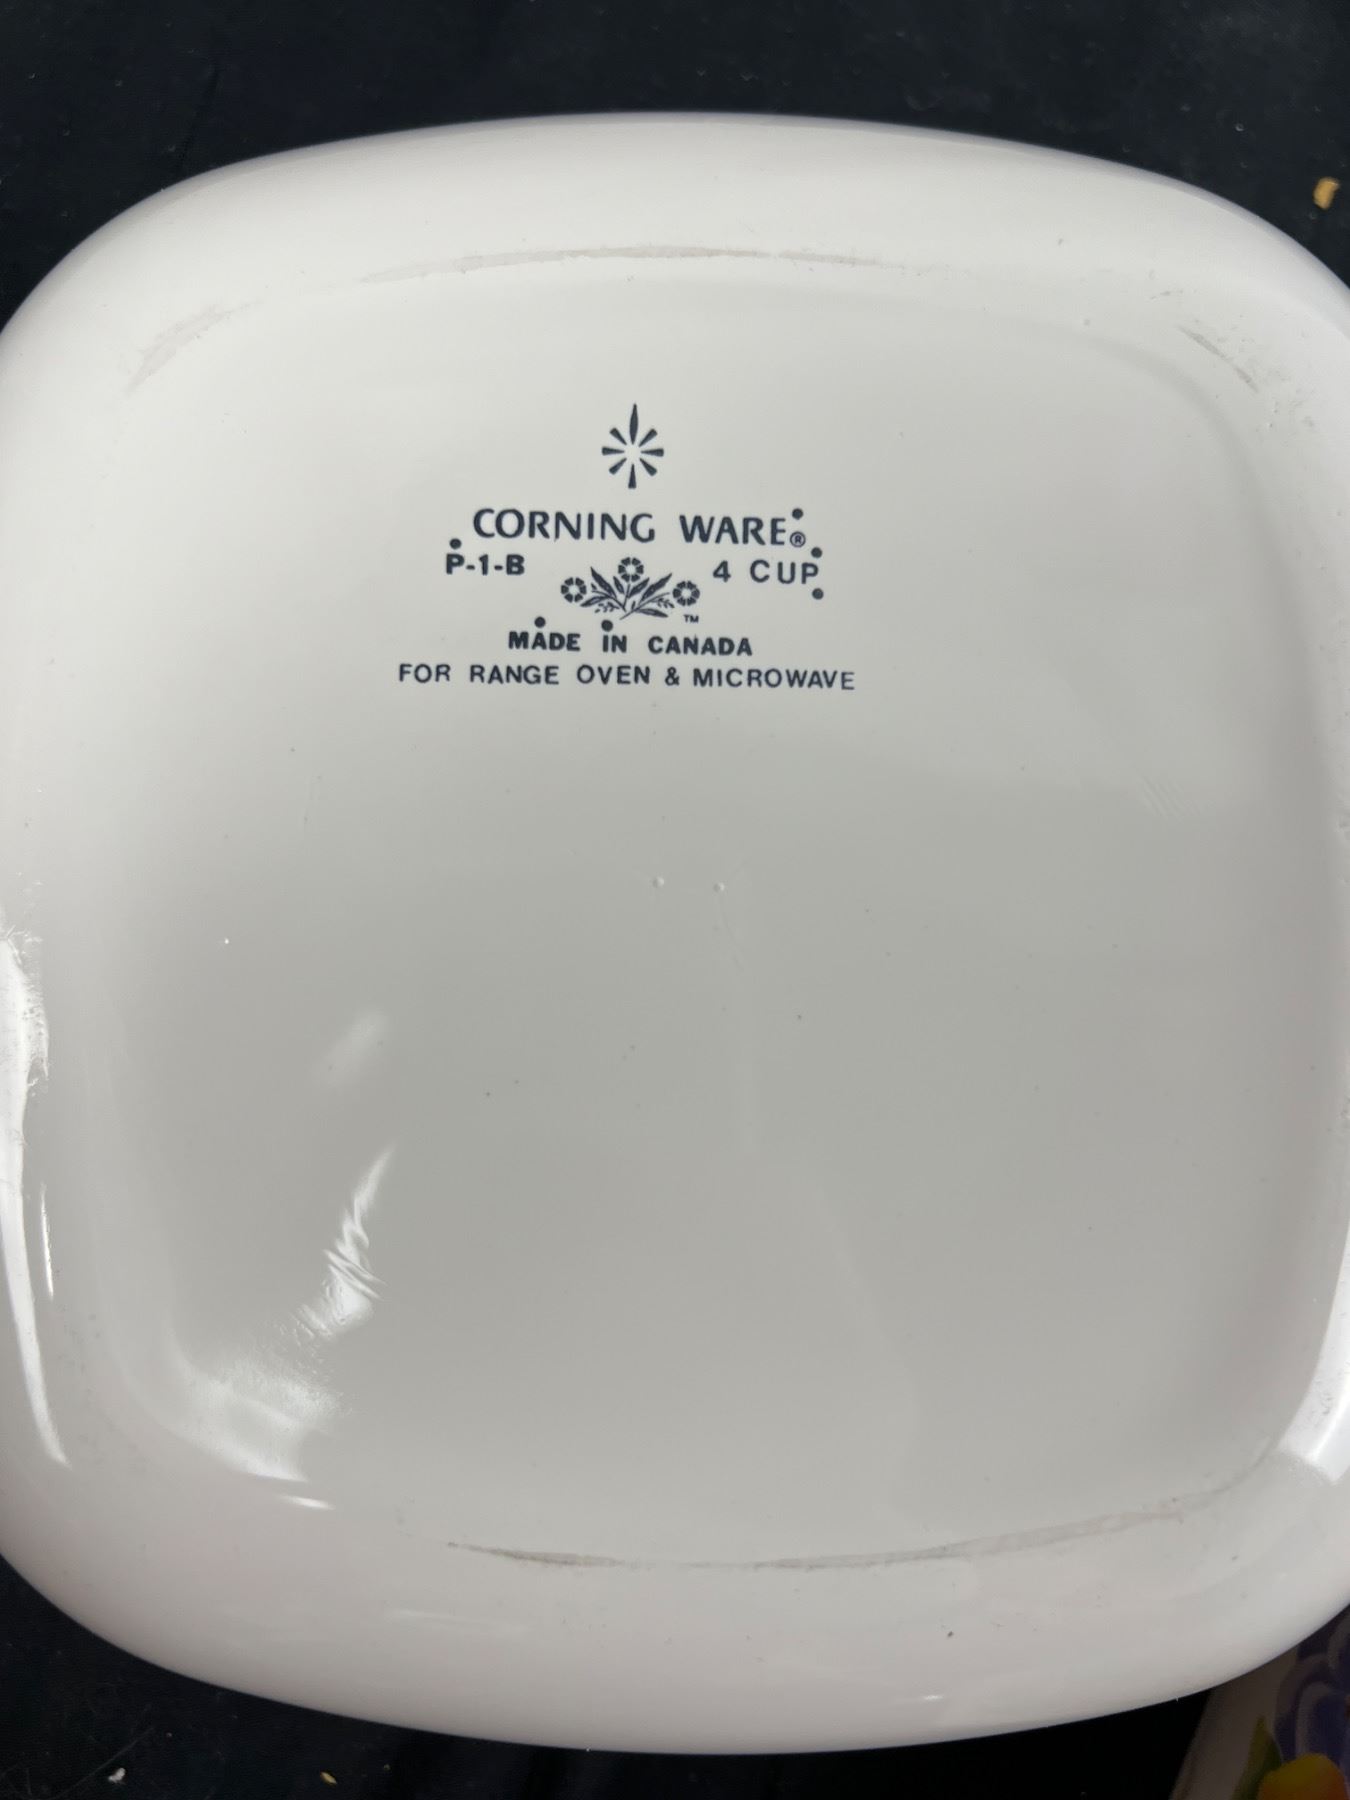 CORNING WARE®
P-1-B 4 CUP
TM
MADE IN CANADA
FOR RANGE OVEN & MICROWAVE